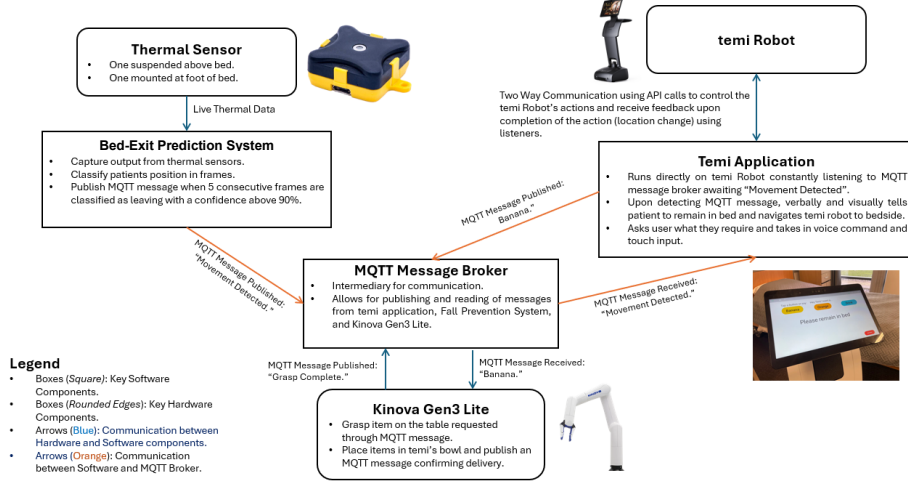 Thermal Sensor
• One suspended above bed.
• One mounted at foot of bed.
temi Robot
Live Thermal Data
Two Way Communication using API calls to control the
temi Robot's actions and receive feedback upon
completion of the action (location change) using
listeners.
Bed-Exit Prediction System
• Capture output from thermal sensors.
• Classify patients position in frames.
• Publish MQTT message when 5 consecutive frames are
classified as leaving with a confidence above 90%.
Temi Application
• Runs directly on temi Robot constantly listening to MQTT
message broker awaiting “Movement Detected”.
• Upon detecting MQTT message, verbally and visually tells
patient to remain in bed and navigates temi robot to bedside.
• Asks user what they require and takes in voice command and
touch input.
MQTT Message Published:
Banana.”
MQTT Message Published:
“Movement Detected.”
MQTT Message Broker
• Intermediary for communication.
• Allows for publishing and reading of messages
from temi application, Fall Prevention System,
and Kinova Gen3 Lite.
MQTT Message Received:
“Movement Detected.”
Please remain in bed
MQTT Message Published:
“Grasp Complete.”
MQTT Message Received:
“Banana.”
Kinova Gen3 Lite
• Grasp item on the table requested
through MQTT message.
• Place items in temi’s bowl and publish an
MQTT message confirming delivery.
Legend
• Boxes (Square): Key Software
Components.
• Boxes (Rounded Edges): Key Hardware
Components.
• Arrows (Blue): Communication between
Hardware and Software components.
• Arrows (Orange): Communication
between Software and MQTT Broker.